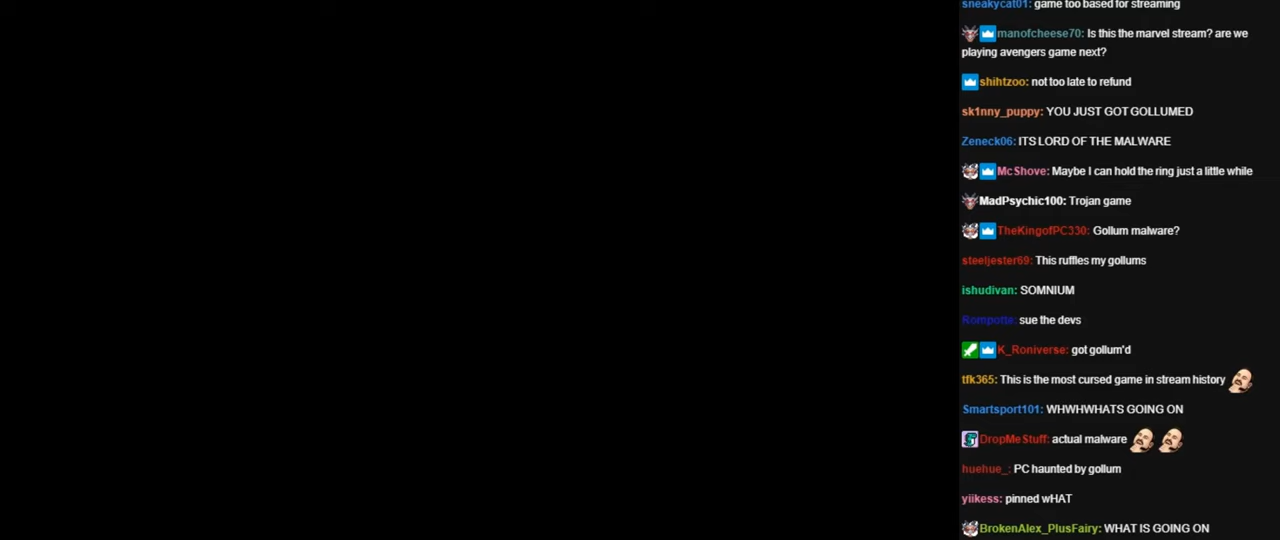 sneakycat01: game too based for streaming
manofcheese70: Is this the marvel stream? are we
playing avengers game next?
shihtzoo: not too late to refund
sk1nny_puppy: YOU JUST GOT GOLLUMED
Zeneck06: ITS LORD OF THE MALWARE
McShove: Maybe I can hold the ring just a little while
MadPsychic100: Trojan game
TheKingofPC330: Gollum malware?
steeljester69: This ruffles my gollums
ishudivan: SOMNIUM
Rompotte: sue the devs
K_Roniverse: got gollum'd
tfk365: This is the most cursed game in stream history
Smartsport101: WHWHWHATS GOING ON
DropMeStuff: actual malware
huehue_: PC haunted by gollum
yiikess: pinned wHAT
BrokenAlex_PlusFairy: WHAT IS GOING ON